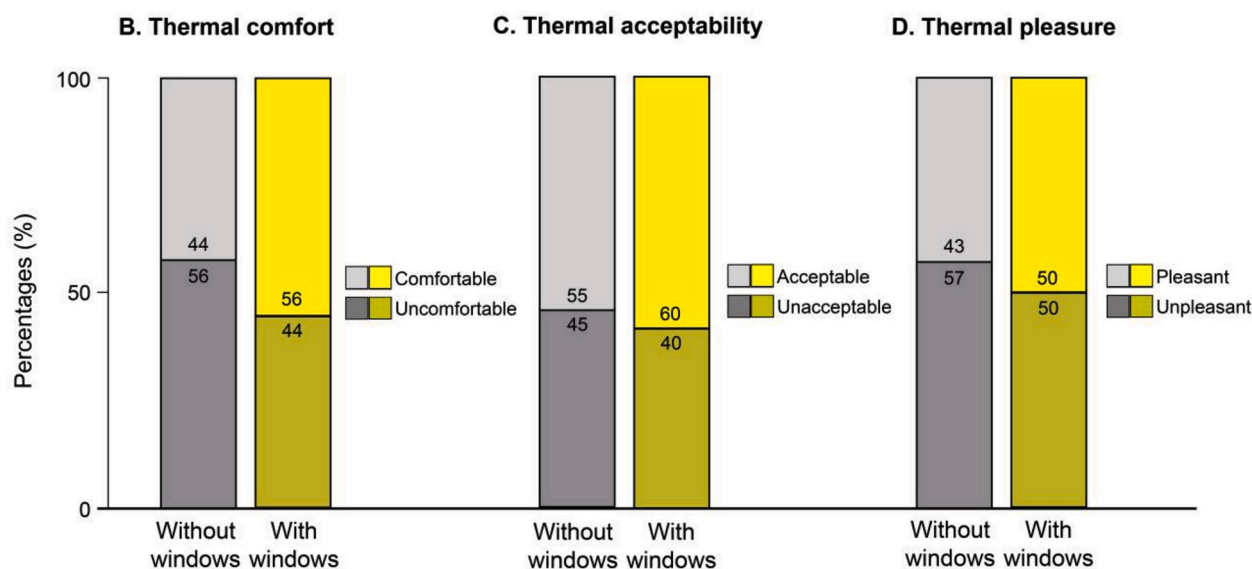 B. Thermal comfort
C. Thermal acceptability
D. Thermal pleasure
Percentages (%)
100
50
0
44
56
56
44
Comfortable
Uncomfortable
Without windows
With windows
55
45
60
40
Acceptable
Unacceptable
Without windows
With windows
43
57
50
50
Pleasant
Unpleasant
Without windows
With windows